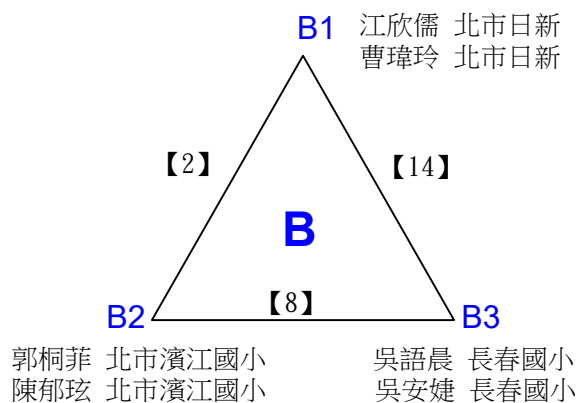 B1
江欣儒 北市日新
曹瑋玲 北市日新
【2】
【14】
B
【8】
B2
B3
郭桐菲 北市濱江國小
陳郁玹 北市濱江國小
吳語晨 長春國小
吳安婕 長春國小